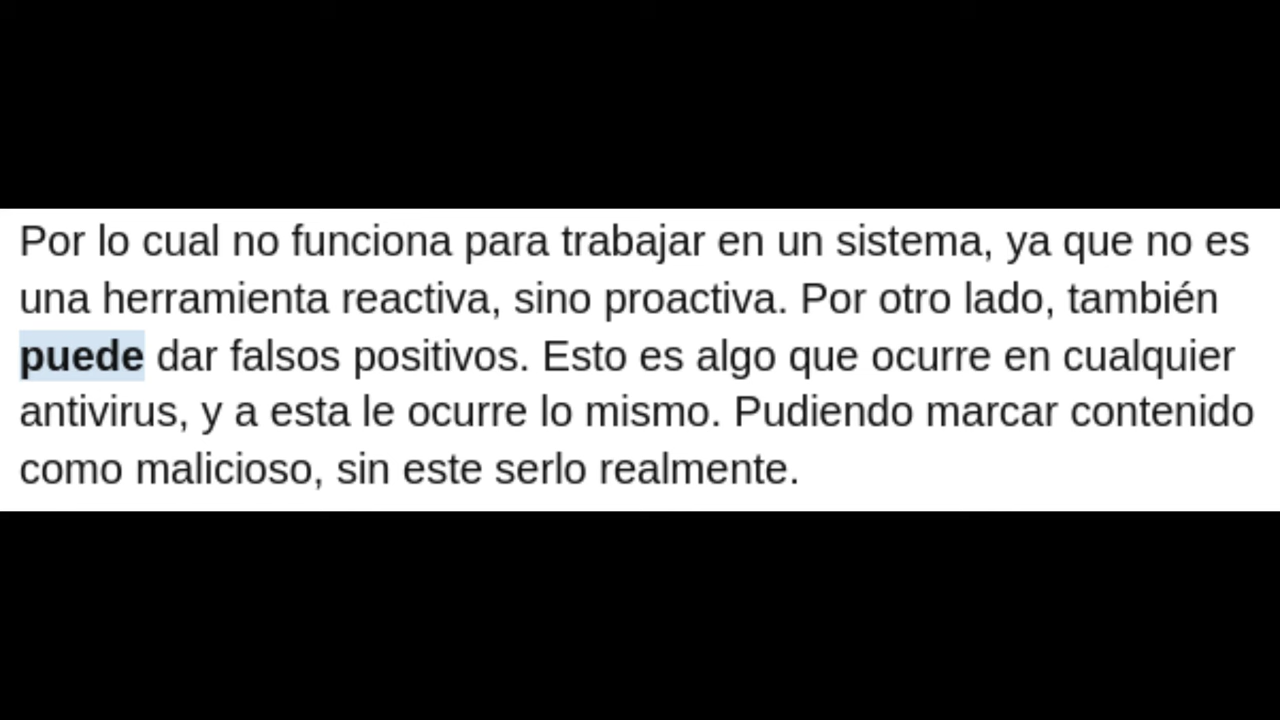 Por lo cual no funciona para trabajar en un sistema, ya que no es
una herramienta reactiva, sino proactiva. Por otro lado, también
puede dar falsos positivos. Esto es algo que ocurre en cualquier
antivirus, y a esta le ocurre lo mismo. Pudiendo marcar contenido
como malicioso, sin este serlo realmente.